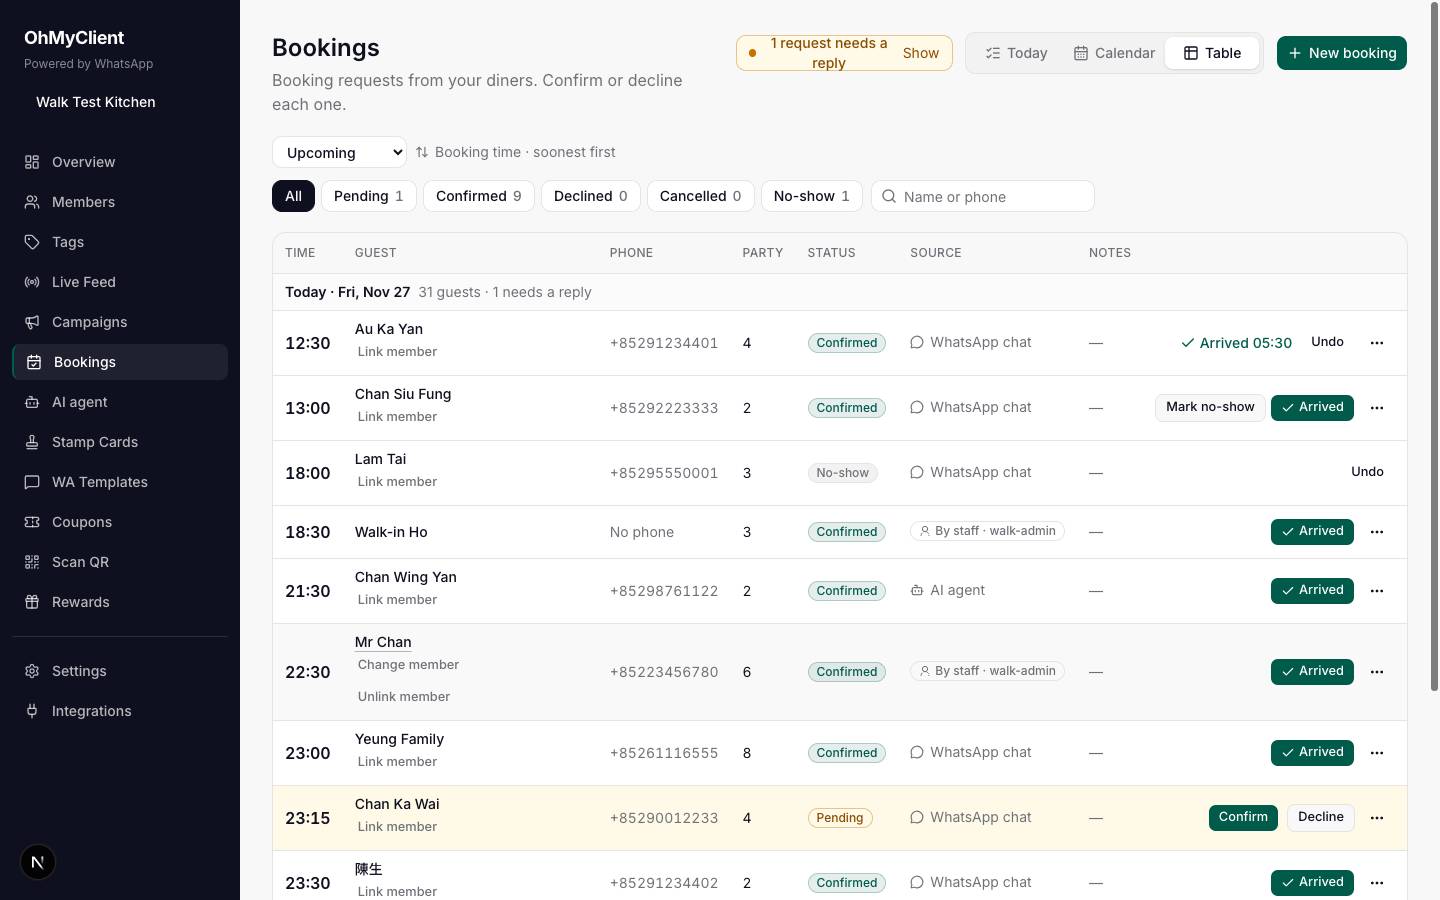 OhMyClient
Powered by WhatsApp
Walk Test Kitchen
Overview
Members
Tags
Live Feed
Campaigns
Bookings
AI agent
Stamp Cards
WA Templates
Coupons
Scan QR
Rewards
Settings
Integrations
N
Bookings
Booking requests from your diners. Confirm or decline
each one.
1 request needs a
reply
Show
Today
Calendar
Table
New booking
Upcoming
Booking time · soonest first
All
Pending 1
Confirmed 9
Declined 0
Cancelled 0
No-show 1
Name or phone
TIME GUEST PHONE PARTY STATUS SOURCE NOTES
Today · Fri, Nov 27 31 guests · 1 needs a reply
12:30 Au Ka Yan +85291234401 4 Confirmed WhatsApp chat — Arrived 05:30 Undo ...
Link member
13:00 Chan Siu Fung +85292223333 2 Confirmed WhatsApp chat — Mark no-show Arrived ...
Link member
18:00 Lam Tai +85295550001 3 No-show WhatsApp chat — Undo
Link member
18:30 Walk-in Ho No phone 3 Confirmed By staff · walk-admin — Arrived ...
21:30 Chan Wing Yan +85298761122 2 Confirmed AI agent — Arrived ...
Link member
22:30 Mr Chan +85223456780 6 Confirmed By staff · walk-admin — Arrived ...
Change member
Unlink member
23:00 Yeung Family +85261116555 8 Confirmed WhatsApp chat — Arrived ...
Link member
23:15 Chan Ka Wai +85290012233 4 Pending WhatsApp chat — Confirm Decline ...
Link member
23:30 陳生 +85291234402 2 Confirmed WhatsApp chat — Arrived ...
Link member